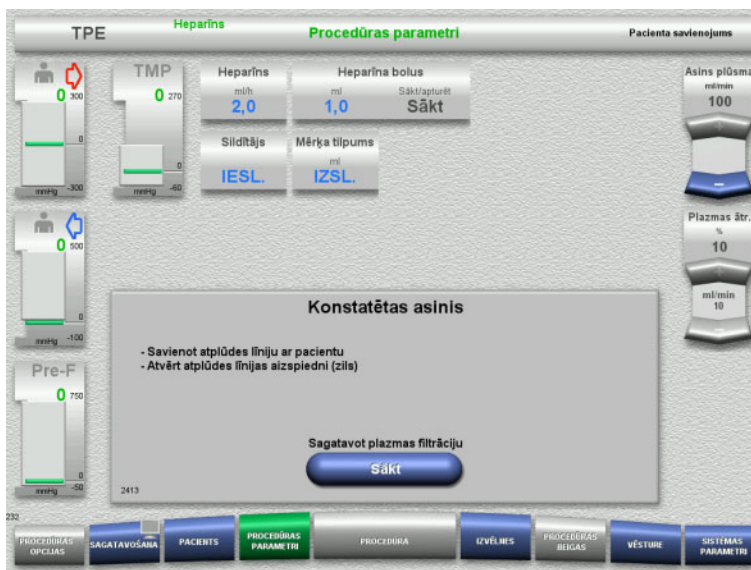 TPE
Heparīns
Procedūras parametri
Pacienta savienojums
0 300
0
mmHg -300
TMP
0 270
0
mmHg -60
Heparīns
ml/h
2,0
Heparīna bolus
ml
1,0
Sākt/apturēt
Sākt
Sildītājs
IESL.
Mērķa tilpums
ml
IZSL.
Asins plūsma
ml/min
100
0 500
0
mmHg -100
Plazmas ātr.
%
10
ml/min
10
Pre-F
0 750
0
mmHg -50
Konstatētas asinis
- Savienot atplūdes līniju ar pacientu
- Atvērt atplūdes līnijas aizspiedni (zils)
Sagatavot plazmas filtrāciju
Sākt
2413
232
PROCEDŪRAS
OPCIJAS
SAGATAVOŠANA
PACIENTS
PROCEDŪRAS
PARAMETRI
PROCEDŪRA
IZVĒLNES
PROCEDŪRAS
BEIGAS
VĒSTURE
SISTĒMAS
PARAMETRI